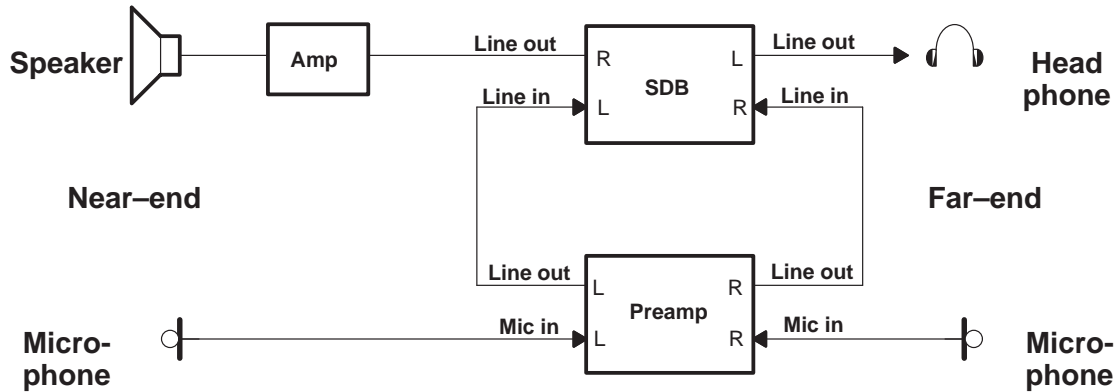 Speaker
Amp
Line out
R
L
Line out
Head
phone
SDB
Line in
L
R
Line in
Near–end
Far–end
Line out
L
R
Line out
Preamp
Micro-
phone
Mic in
L
R
Mic in
Micro-
phone